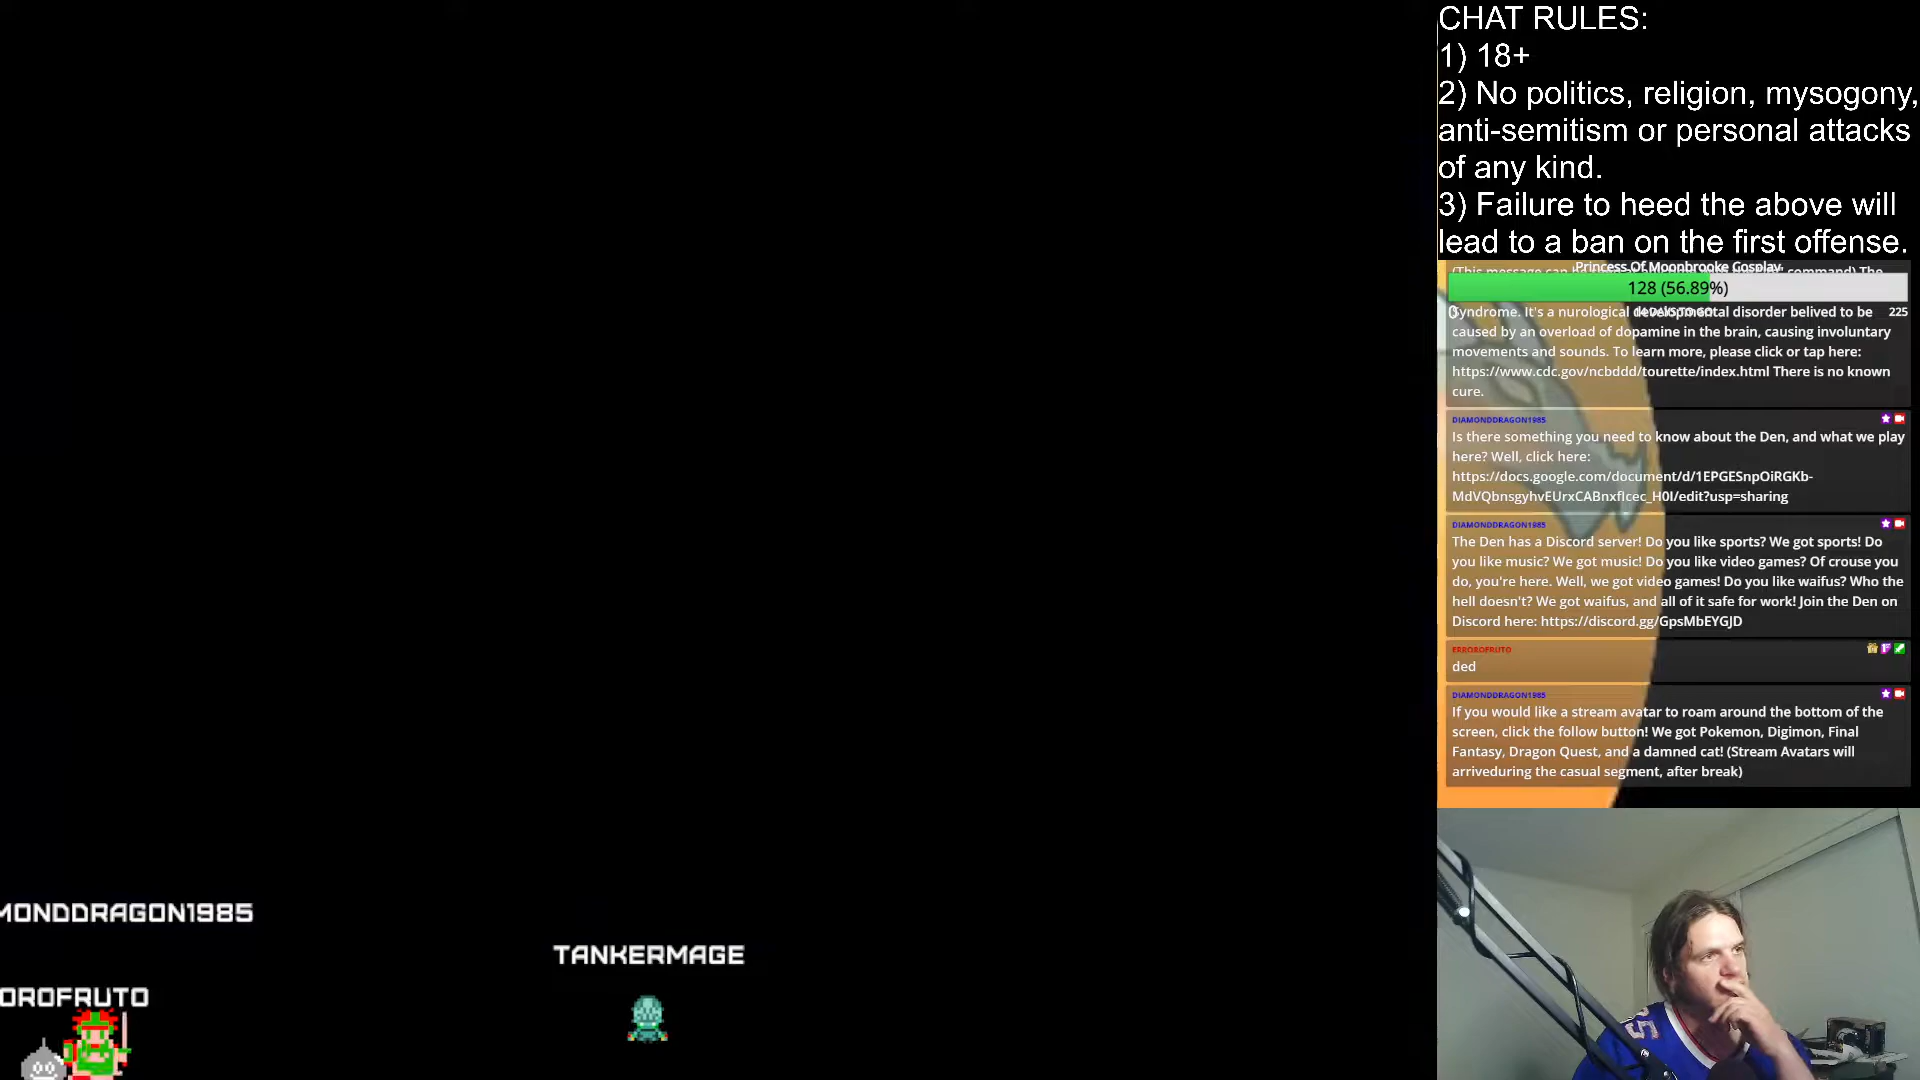 CHAT RULES:
1) 18+
2) No politics, religion, mysogony,
anti-semitism or personal attacks
of any kind.
3) Failure to heed the above will
lead to a ban on the first offense.
Princess Of Moonbrooke Cosplay
128 (56.89%)
0
225
Syndrome. It's a nurological developmental disorder belived to be
caused by an overload of dopamine in the brain, causing involuntary
movements and sounds. To learn more, please click or tap here:
https://www.cdc.gov/ncbddd/tourette/index.html There is no known
cure.
DIAMONDDRAGON1985
Is there something you need to know about the Den, and what we play
here? Well, click here:
https://docs.google.com/document/d/1EPGESnpOiRGKb-
MdVQbnsgyhvEUrxCABnxfIcec_H0I/edit?usp=sharing
DIAMONDDRAGON1985
The Den has a Discord server! Do you like sports? We got sports! Do
you like music? We got music! Do you like video games? Of crouse you
do, you're here. Well, we got video games! Do you like waifus? Who the
hell doesn't? We got waifus, and all of it safe for work! Join the Den on
Discord here: https://discord.gg/GpsMbEYGJD
ERROROFRUTO
ded
DIAMONDDRAGON1985
If you would like a stream avatar to roam around the bottom of the
screen, click the follow button! We got Pokemon, Digimon, Final
Fantasy, Dragon Quest, and a damned cat! (Stream Avatars will
arriveduring the casual segment, after break)
MONDDRAGON1985
TANKERMAGE
OROFRUTO